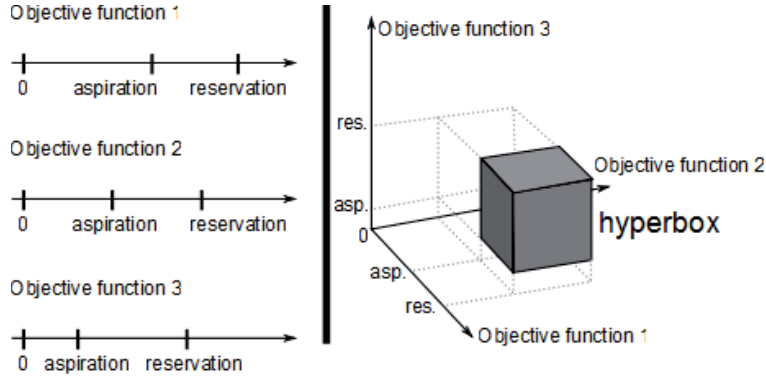 Objective function 1
0 aspiration reservation
Objective function 2
0 aspiration reservation
Objective function 3
0 aspiration reservation
Objective function 3
res.
Objective function 2
asp.
hyperbox
0
asp.
res.
Objective function 1